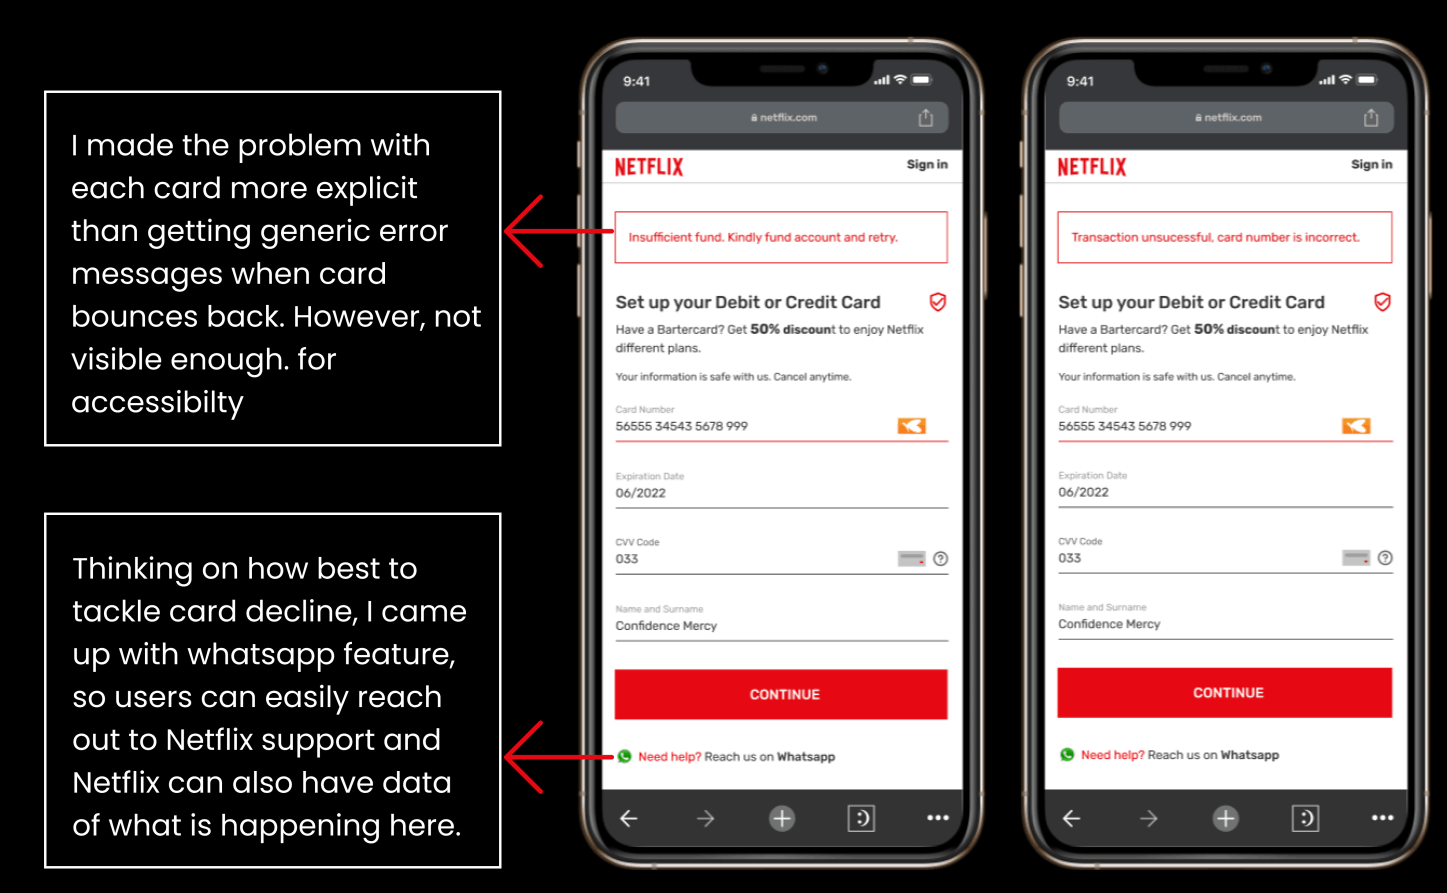 I made the problem with
each card more explicit
than getting generic error
messages when card
bounces back. However, not
visible enough. for
accessibilty
Thinking on how best to
tackle card decline, I came
up with whatsapp feature,
so users can easily reach
out to Netflix support and
Netflix can also have data
of what is happening here.
9:41
netflix.com
NETFLIX
Sign in
Insufficient fund. Kindly fund account and retry.
Set up your Debit or Credit Card
Have a Bartercard? Get 50% discount to enjoy Netflix
different plans.
Your information is safe with us. Cancel anytime.
Card Number
56555 34543 5678 999
Expiration Date
06/2022
CVV Code
033
Name and Surname
Confidence Mercy
CONTINUE
Need help? Reach us on Whatsapp
9:41
netflix.com
NETFLIX
Sign in
Transaction unsucessful, card number is incorrect.
Set up your Debit or Credit Card
Have a Bartercard? Get 50% discount to enjoy Netflix
different plans.
Your information is safe with us. Cancel anytime.
Card Number
56555 34543 5678 999
Expiration Date
06/2022
CVV Code
033
Name and Surname
Confidence Mercy
CONTINUE
Need help? Reach us on Whatsapp